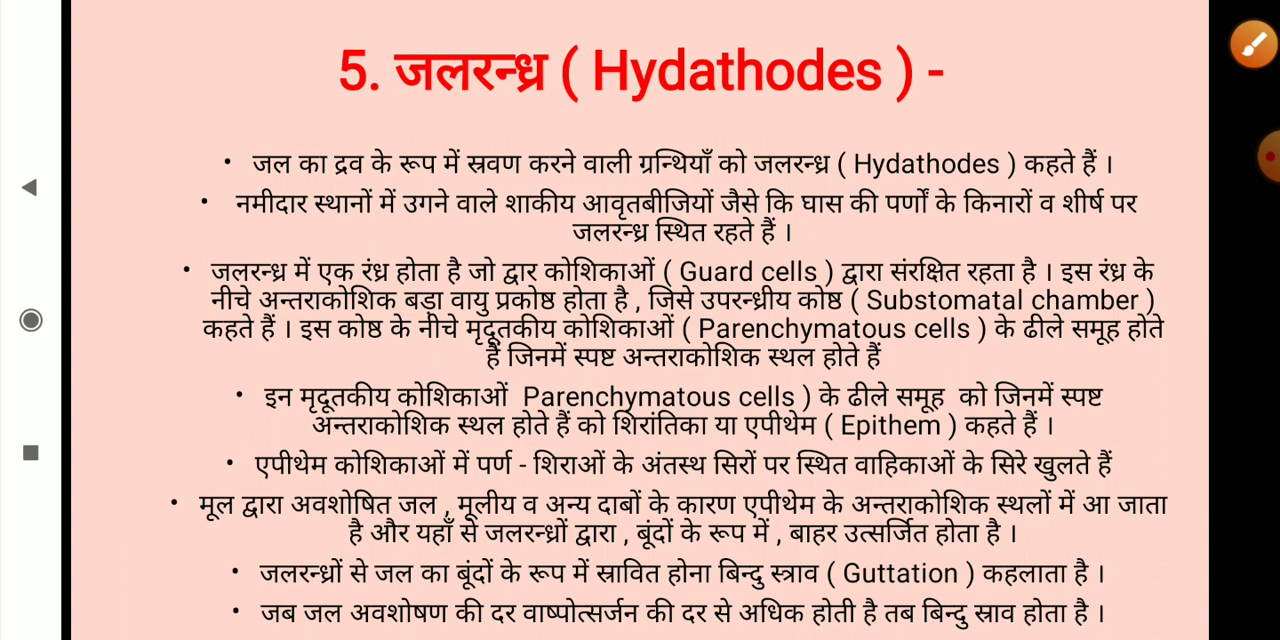 5. जलरन्ध्र ( Hydathodes ) -
• जल का द्रव के रूप में स्रवण करने वाली ग्रन्थियाँ को जलरन्ध्र ( Hydathodes ) कहते हैं ।
• नमीदार स्थानों में उगने वाले शाकीय आवृतबीजियों जैसे कि घास की पर्णों के किनारों व शीर्ष पर
जलरन्ध्र स्थित रहते हैं ।
• जलरन्ध्र में एक रंध्र होता है जो द्वार कोशिकाओं ( Guard cells ) द्वारा संरक्षित रहता है । इस रंध्र के
नीचे अन्तराकोशिक बड़ा वायु प्रकोष्ठ होता है , जिसे उपरन्ध्रीय कोष्ठ ( Substomatal chamber )
कहते हैं । इस कोष्ठ के नीचे मृदूतकीय कोशिकाओं ( Parenchymatous cells ) के ढीले समूह होते
हैं जिनमें स्पष्ट अन्तराकोशिक स्थल होते हैं
• इन मृदूतकीय कोशिकाओं Parenchymatous cells ) के ढीले समूह को जिनमें स्पष्ट
अन्तराकोशिक स्थल होते हैं को शिरांतिका या एपीथेम ( Epithem ) कहते हैं ।
• एपीथेम कोशिकाओं में पर्ण - शिराओं के अंतस्थ सिरों पर स्थित वाहिकाओं के सिरे खुलते हैं
• मूल द्वारा अवशोषित जल , मूलीय व अन्य दाबों के कारण एपीथेम के अन्तराकोशिक स्थलों में आ जाता
है और यहाँ से जलरन्ध्रों द्वारा , बूंदों के रूप में , बाहर उत्सर्जित होता है ।
• जलरन्ध्रों से जल का बूंदों के रूप में स्रावित होना बिन्दु स्त्राव ( Guttation ) कहलाता है ।
• जब जल अवशोषण की दर वाष्पोत्सर्जन की दर से अधिक होती है तब बिन्दु स्राव होता है ।